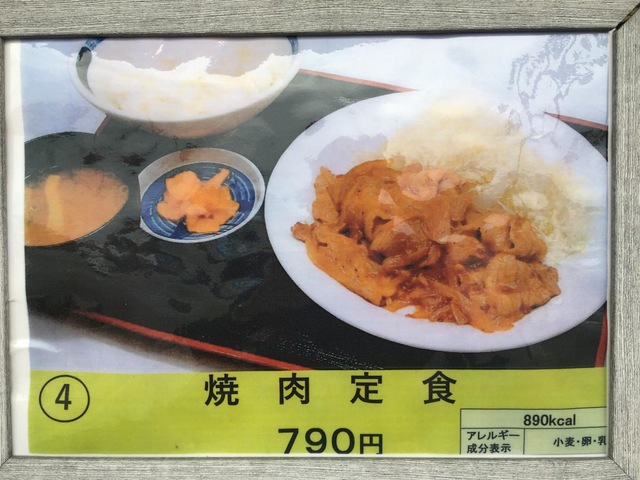 ④
焼肉定食
790円
890kcal
アレルギー
成分表示
小麦・卵・乳